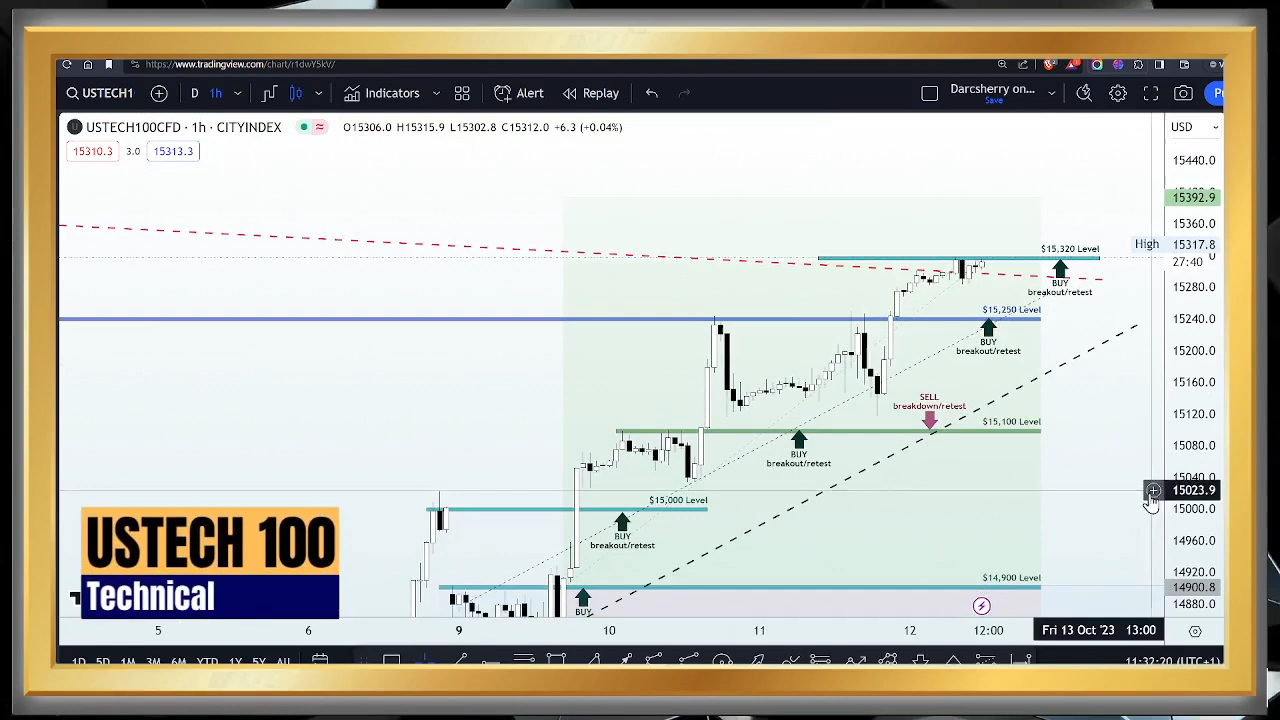 https://www.tradingview.com/chart/r1dwY5kV/
USTECH1
D
1h
Indicators
Alert
Replay
Darsherry on...
Save
USTECH100CFD · 1h · CITYINDEX
O15306.0 H15315.9 L15302.8 C15312.0 +6.3 (+0.04%)
USD
15310.3
3.0
15313.3
15440.0
15392.9
15360.0
High 15317.8
27:40
15280.0
15240.0
15200.0
15160.0
15120.0
15080.0
15040.0
15023.9
15000.0
14960.0
14920.0
14900.8
14880.0
$15,320 Level
BUY
breakout/retest
$15,250 Level
BUY
breakout/retest
SELL
breakdown/retest
$15,100 Level
BUY
breakout/retest
$15,000 Level
BUY
breakout/retest
$14,900 Level
BUY
USTECH 100
Technical
5
6
9
10
11
12
12:00
Fri 13 Oct '23 13:00
1D 5D 1M 3M 6M YTD 1Y 5Y All
11:32:20 (UTC+1)